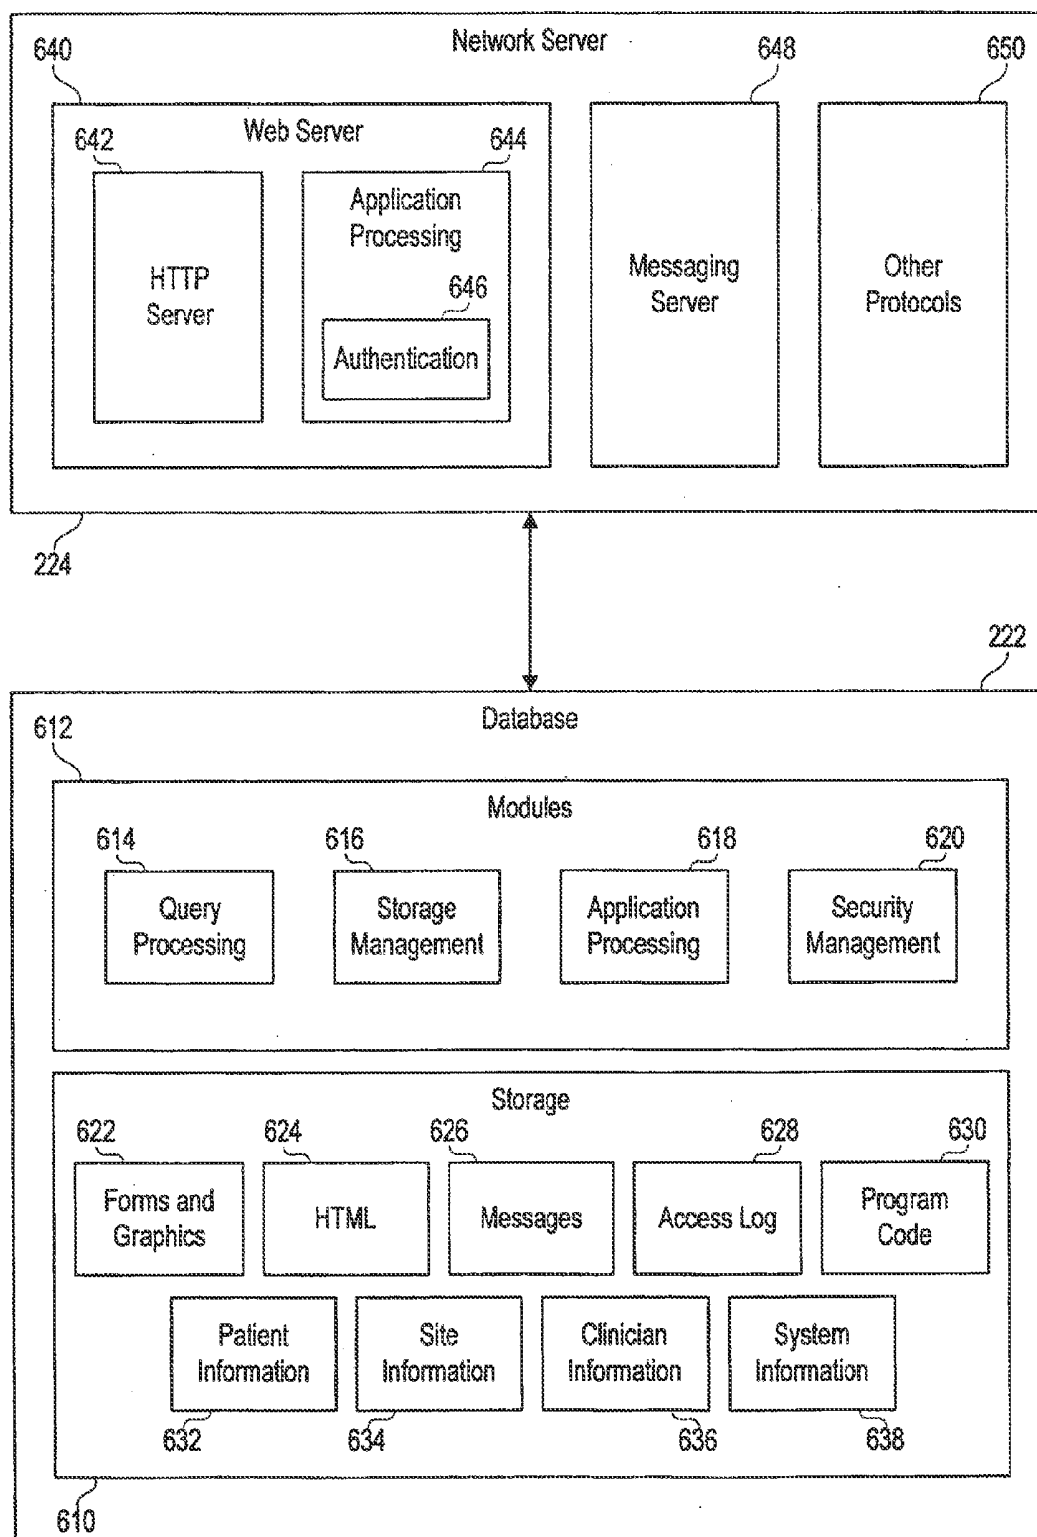 Network Server
640
648
650
Web Server
642
644
Application
Processing
HTTP
Server
646
Authentication
Messaging
Server
Other
Protocols
224
222
Database
612
Modules
614
616
618
620
Query
Processing
Storage
Management
Application
Processing
Security
Management
Storage
622
624
626
628
630
Forms and
Graphics
HTML
Messages
Access Log
Program
Code
Patient
Information
Site
Information
Clinician
Information
System
Information
632
634
636
638
610